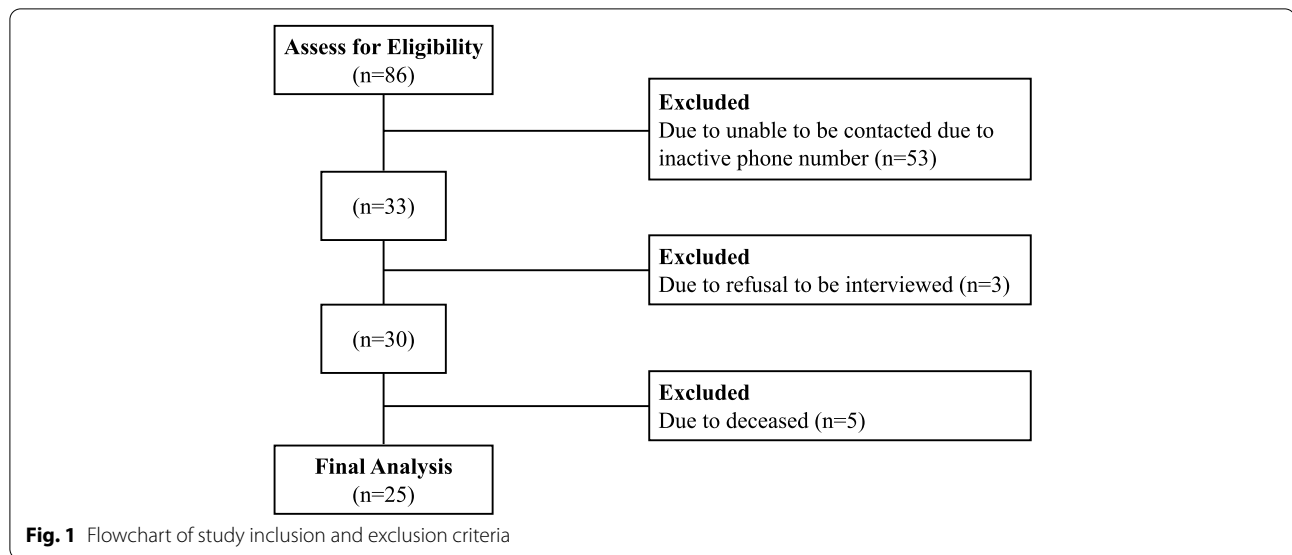 Assess for Eligibility
(n=86)
Excluded
Due to unable to be contacted due to
inactive phone number (n=53)
(n=33)
Excluded
Due to refusal to be interviewed (n=3)
(n=30)
Excluded
Due to deceased (n=5)
Final Analysis
(n=25)
Fig. 1 Flowchart of study inclusion and exclusion criteria